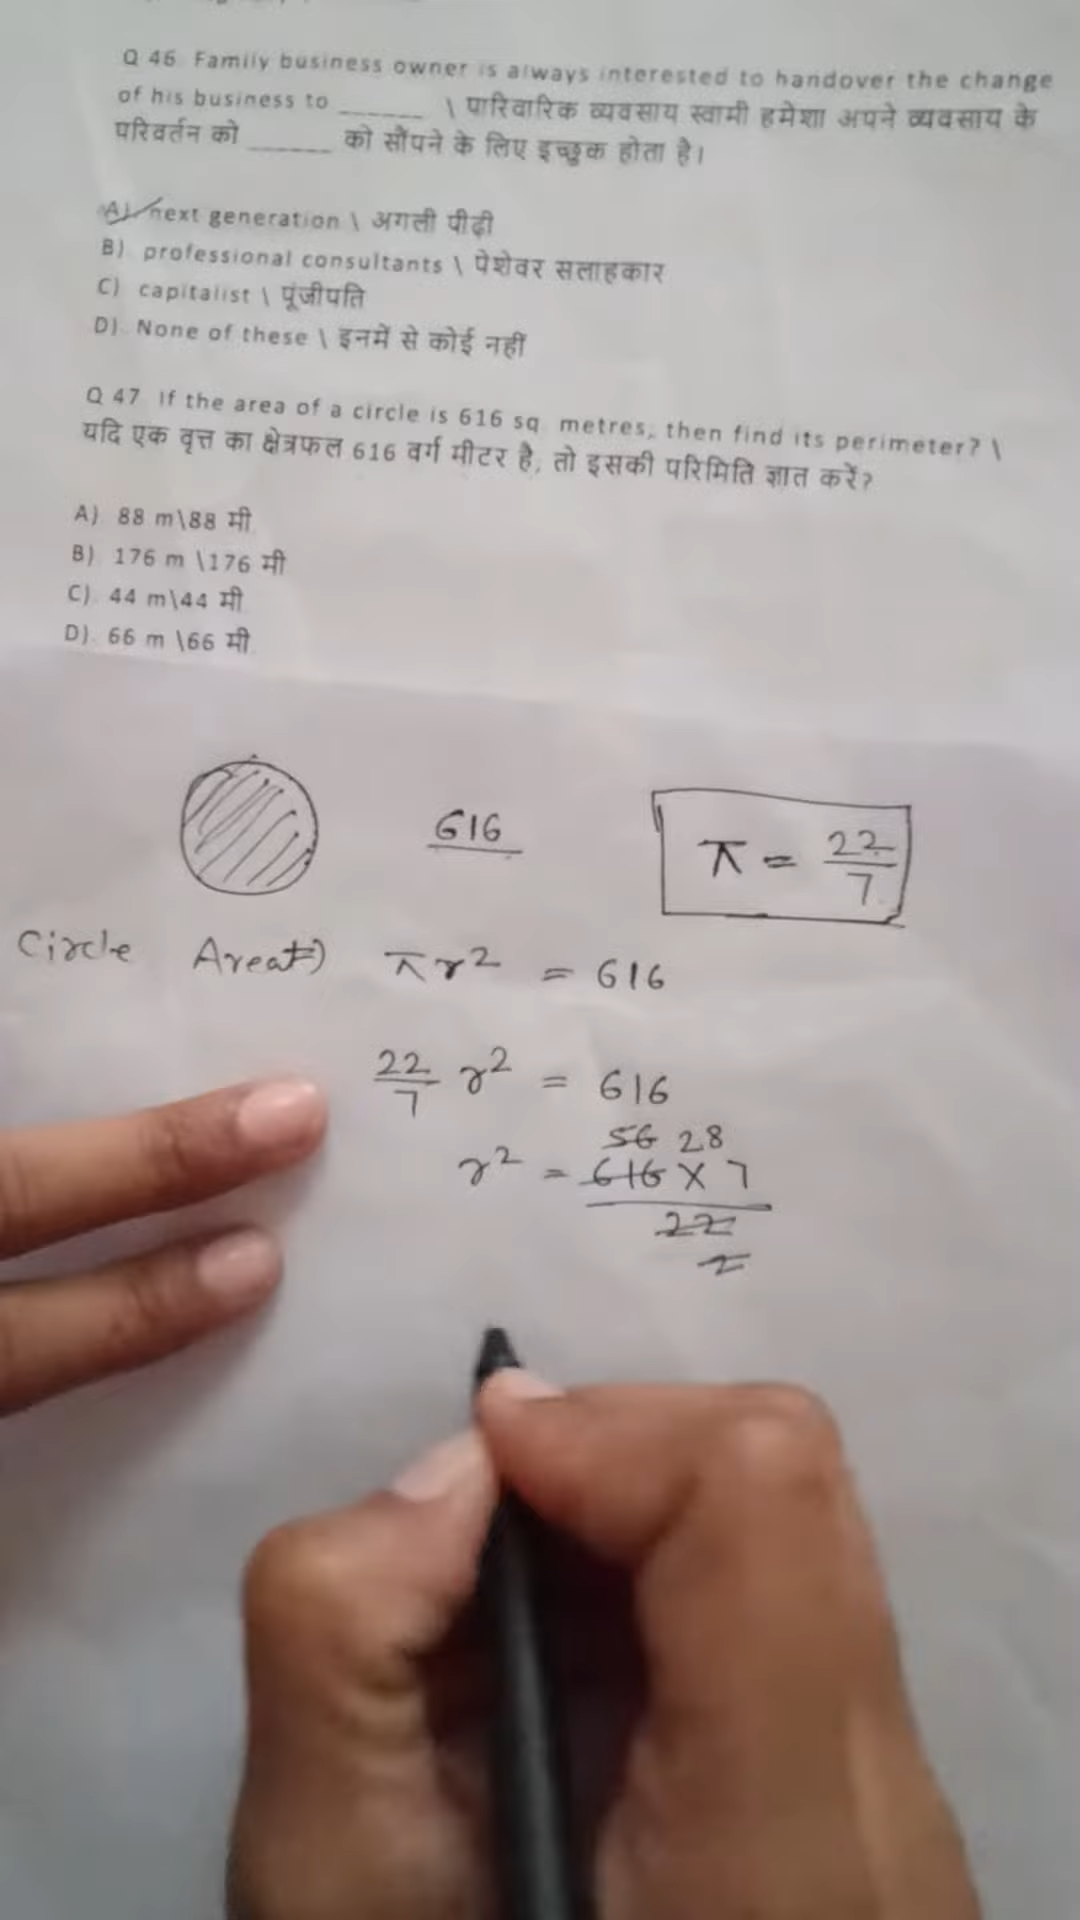 Q 46. Family business owner is always interested to handover the change
of his business to ______ \ पारिवारिक व्यवसाय स्वामी हमेशा अपने व्यवसाय के
परिवर्तन को ______ को सौंपने के लिए इच्छुक होता है।
A). next generation \ अगली पीढ़ी
B). professional consultants \ पेशेवर सलाहकार
C). capitalist \ पूंजीपति
D). None of these \ इनमें से कोई नहीं
Q 47. If the area of a circle is 616 sq. metres, then find its perimeter? \
यदि एक वृत्त का क्षेत्रफल 616 वर्ग मीटर है, तो इसकी परिमिति ज्ञात करें?
A). 88 m\88 मी.
B). 176 m \176 मी
C). 44 m\44 मी.
D). 66 m \66 मी.
616
π = 22/7
Circle Area⇒ πr² = 616
22/7 r² = 616
56 28
r² = 616 × 7
22
2